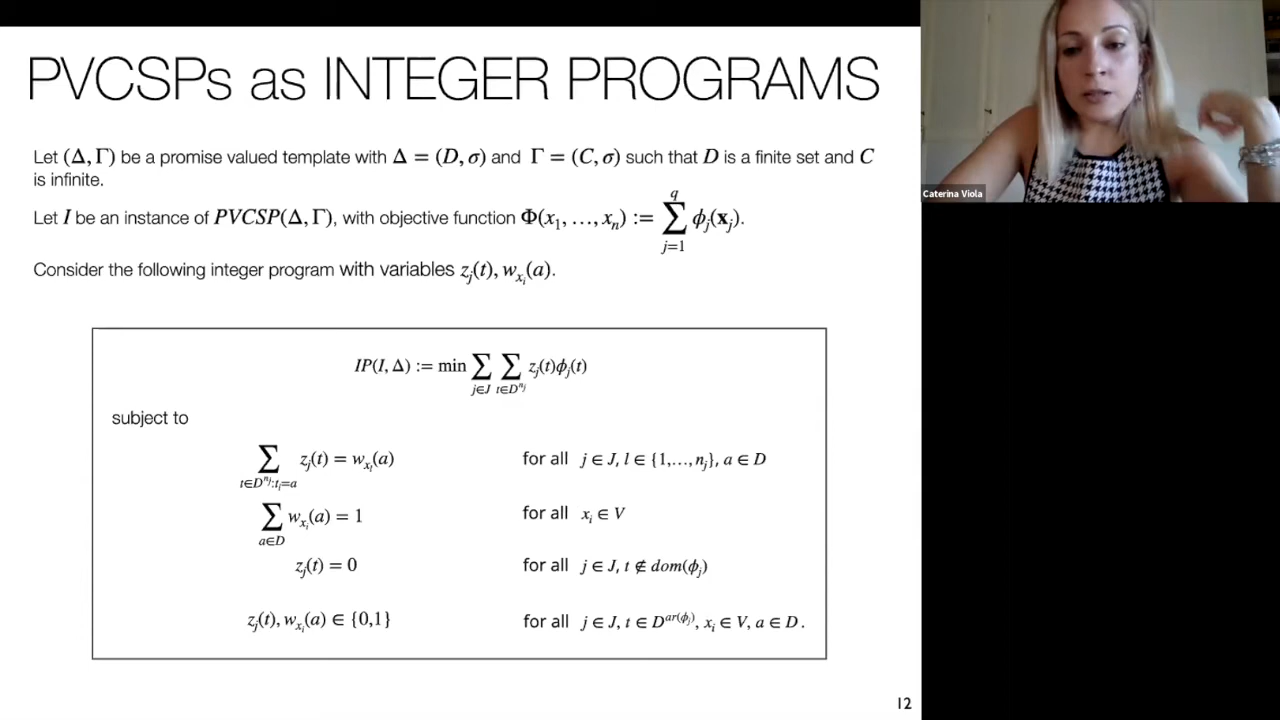 PVCSPs as INTEGER PROGRAMS
Let (Δ, Γ) be a promise valued template with Δ = (D, σ) and Γ = (C, σ) such that D is a finite set and C
is infinite.
Let I be an instance of PVCSP(Δ, Γ), with objective function Φ(x₁, …, xₙ) := ∑_{j=1}^{q} ϕⱼ(𝐱ⱼ).
Consider the following integer program with variables zⱼ(t), w_{xᵢ}(a).
IP(I, Δ) := min ∑_{j∈J} ∑_{t∈D^{nⱼ}} zⱼ(t)ϕⱼ(t)
subject to
∑_{t∈D^{nⱼ}:tₗ=a} zⱼ(t) = w_{xₗ}(a) for all j ∈ J, l ∈ {1,…,nⱼ}, a ∈ D
∑_{a∈D} w_{xᵢ}(a) = 1 for all xᵢ ∈ V
zⱼ(t) = 0 for all j ∈ J, t ∉ dom(ϕⱼ)
zⱼ(t), w_{xᵢ}(a) ∈ {0,1} for all j ∈ J, t ∈ D^{ar(ϕⱼ)}, xᵢ ∈ V, a ∈ D.
12
Caterina Viola